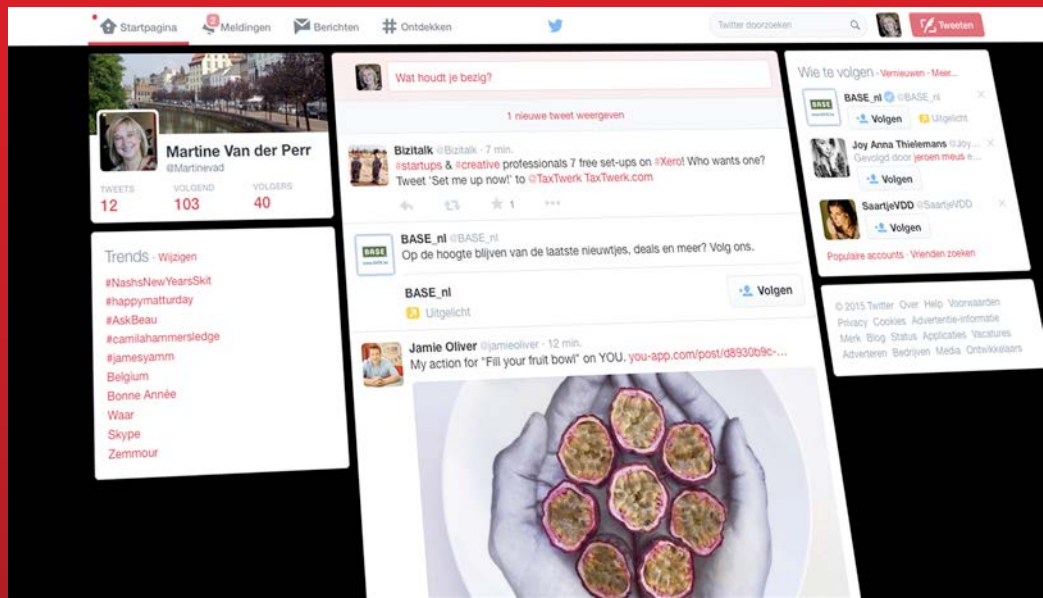 Startpagina
2
Meldingen
Berichten
Ontdekken
Twitter doorzoeken
Tweeten
Martine Van der Perr
@Martinevad
TWEETS VOLGEND VOLGERS
12 103 40
Trends · Wijzigen
#NashsNewYearsSkit
#happymatturday
#AskBeau
#camilahammersledge
#jamesyamm
Belgium
Bonne Année
Waar
Skype
Zemmour
Wat houdt je bezig?
1 nieuwe tweet weergeven
Bizitalk @Bizitalk · 7 min.
#startups & #creative professionals 7 free set-ups on #Xero! Who wants one?
Tweet 'Set me up now!' to @TaxTwerk TaxTwerk.com
1
BASE_nl @BASE_nl
BASE
Op de hoogte blijven van de laatste nieuwtjes, deals en meer? Volg ons.
BASE_nl
Uitgelicht
Volgen
Jamie Oliver @jamieoliver · 12 min.
My action for "Fill your fruit bowl" on YOU. you-app.com/post/d8930b9c-...
Wie te volgen · Vernieuwen · Meer...
BASE
BASE_nl @BASE_nl
Volgen
Uitgelicht
Joy Anna Thielemans @Joy...
Gevolgd door jeroen meus e...
Volgen
SaartjeVDD @SaartjeVDD
Volgen
Populaire accounts · Vrienden zoeken
© 2015 Twitter Over Help Voorwaarden
Privacy Cookies Advertentie-informatie
Merk Blog Status Applicaties Vacatures
Adverteren Bedrijven Media Ontwikkelaars